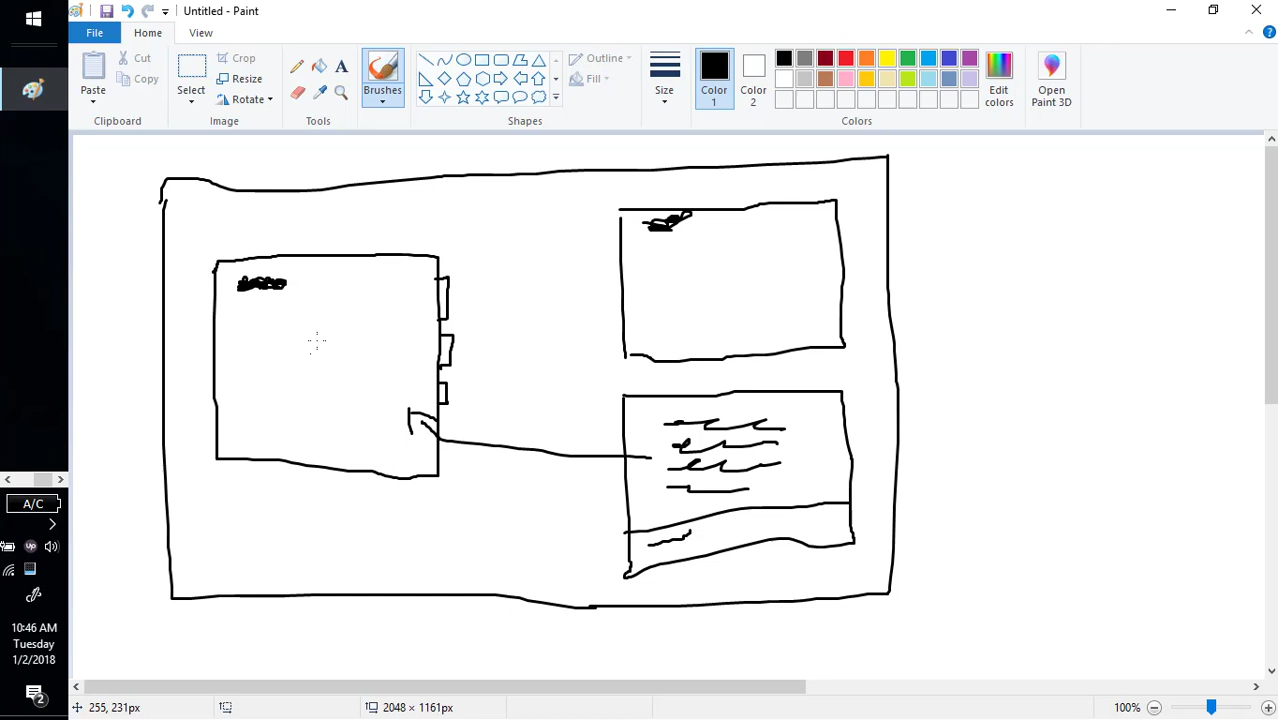 Untitled - Paint
File Home View
Paste
Cut
Copy
Clipboard
Select
Crop
Resize
Rotate
Image
A
Tools
Brushes
Shapes
Outline
Fill
Size
Color 1
Color 2
Edit colors
Colors
Open Paint 3D
A/C
up
10:46 AM
Tuesday
1/2/2018
2
255, 231px
2048 × 1161px
100%